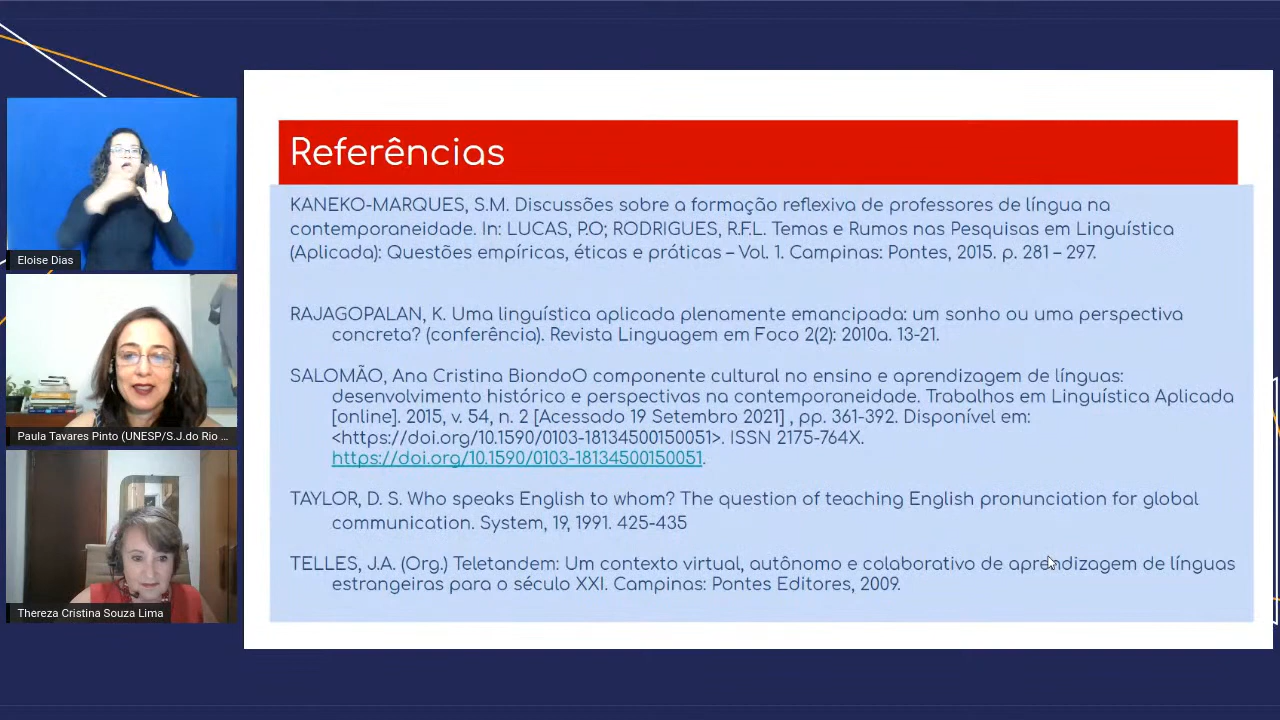 Eloise Dias
Paula Tavares Pinto (UNESP/S.J.do Rio ...
Thereza Cristina Souza Lima
Referências
KANEKO-MARQUES, S.M. Discussões sobre a formação reflexiva de professores de língua na
contemporaneidade. In: LUCAS, P.O; RODRIGUES, R.F.L. Temas e Rumos nas Pesquisas em Linguística
(Aplicada): Questões empíricas, éticas e práticas – Vol. 1. Campinas: Pontes, 2015. p. 281 – 297.
RAJAGOPALAN, K. Uma linguística aplicada plenamente emancipada: um sonho ou uma perspectiva
concreta? (conferência). Revista Linguagem em Foco 2(2): 2010a. 13-21.
SALOMÃO, Ana Cristina BiondoO componente cultural no ensino e aprendizagem de línguas:
desenvolvimento histórico e perspectivas na contemporaneidade. Trabalhos em Linguística Aplicada
[online]. 2015, v. 54, n. 2 [Acessado 19 Setembro 2021] , pp. 361-392. Disponível em:
<https://doi.org/10.1590/0103-18134500150051>. ISSN 2175-764X.
https://doi.org/10.1590/0103-18134500150051.
TAYLOR, D. S. Who speaks English to whom? The question of teaching English pronunciation for global
communication. System, 19, 1991. 425-435
TELLES, J.A. (Org.) Teletandem: Um contexto virtual, autônomo e colaborativo de aprendizagem de línguas
estrangeiras para o século XXI. Campinas: Pontes Editores, 2009.